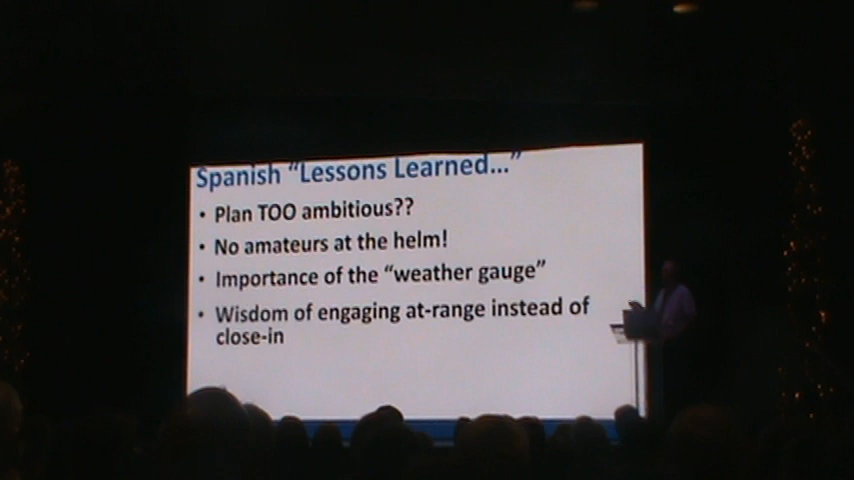 Spanish “Lessons Learned...”
• Plan TOO ambitious??
• No amateurs at the helm!
• Importance of the “weather gauge”
• Wisdom of engaging at-range instead of
close-in